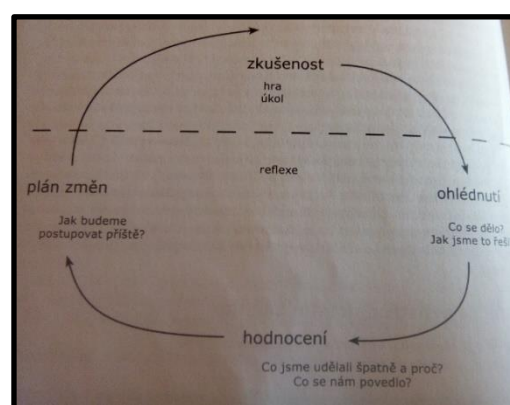 zkušenost
hra
úkol
reflexe
plán změn
Jak budeme
postupovat příště?
ohlédnutí
Co se dělo?
Jak jsme to
hodnocení
Co jsme udělali špatně a proč?
Co se nám povedlo?